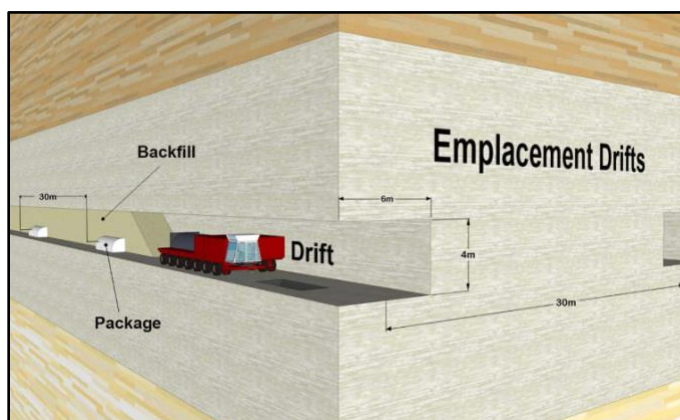 Emplacement Drifts
Backfill
30m
6m
Drift
4m
30m
Package